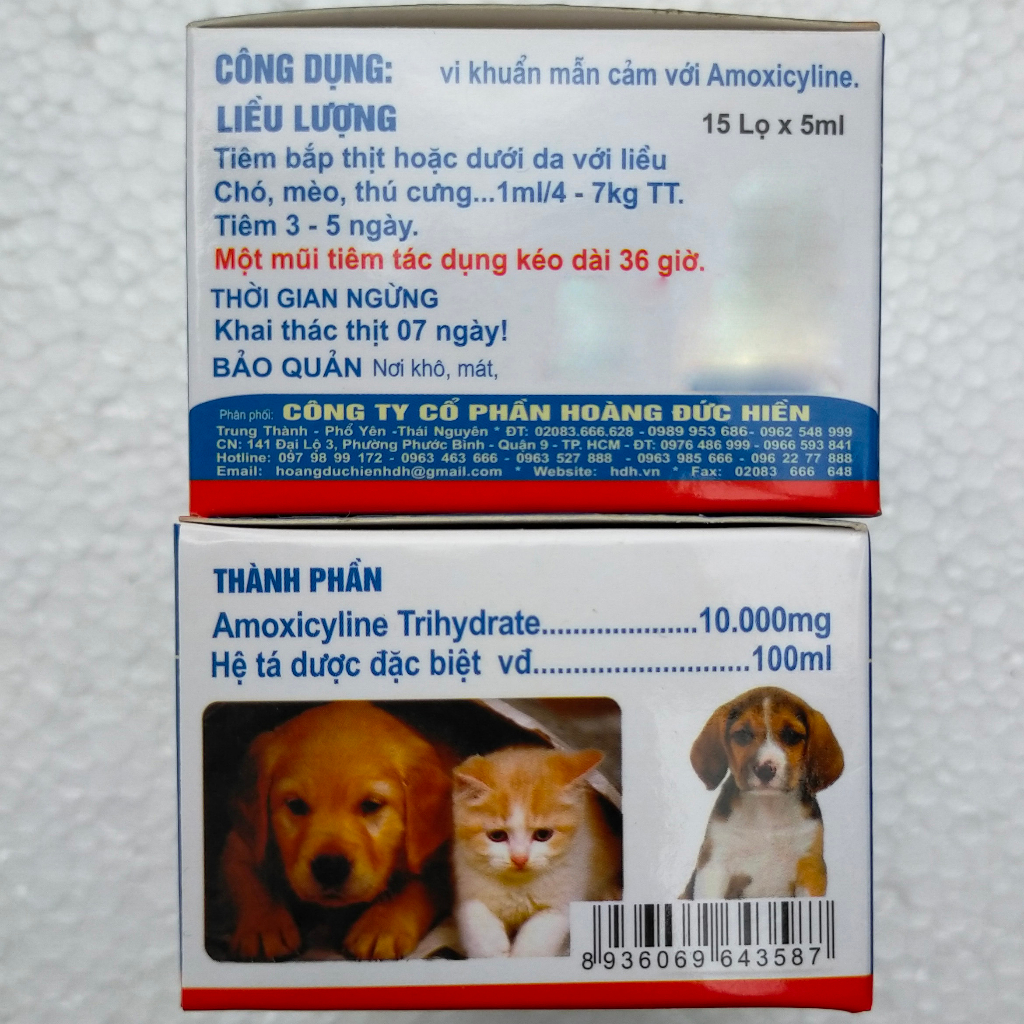 CÔNG DỤNG: vi khuẩn mẫn cảm với Amoxicyline.
LIỀU LƯỢNG 15 Lọ x 5ml
Tiêm bắp thịt hoặc dưới da với liều
Chó, mèo, thú cưng...1ml/4 - 7kg TT.
Tiêm 3 - 5 ngày.
Một mũi tiêm tác dụng kéo dài 36 giờ.
THỜI GIAN NGỪNG
Khai thác thịt 07 ngày!
BẢO QUẢN Nơi khô, mát,
Phân phối: CÔNG TY CỔ PHẦN HOÀNG ĐỨC HIỀN
Trung Thành - Phổ Yên -Thái Nguyên * ĐT: 02083.666.628 - 0989 953 686- 0962 548 999
CN: 141 Đại Lộ 3, Phường Phước Bình - Quận 9 - TP. HCM - ĐT: 0976 486 999 - 0966 593 841
Hotline: 097 98 99 172 - 0963 463 666 - 0963 527 888 - 0963 985 666 - 096 22 77 888
Email: hoangduchienhdh@gmail.com * Website: hdh.vn * Fax: 02083 666 648
THÀNH PHẦN
Amoxicyline Trihydrate....................10.000mg
Hệ tá dược đặc biệt vđ............................100ml
8 936069 643587